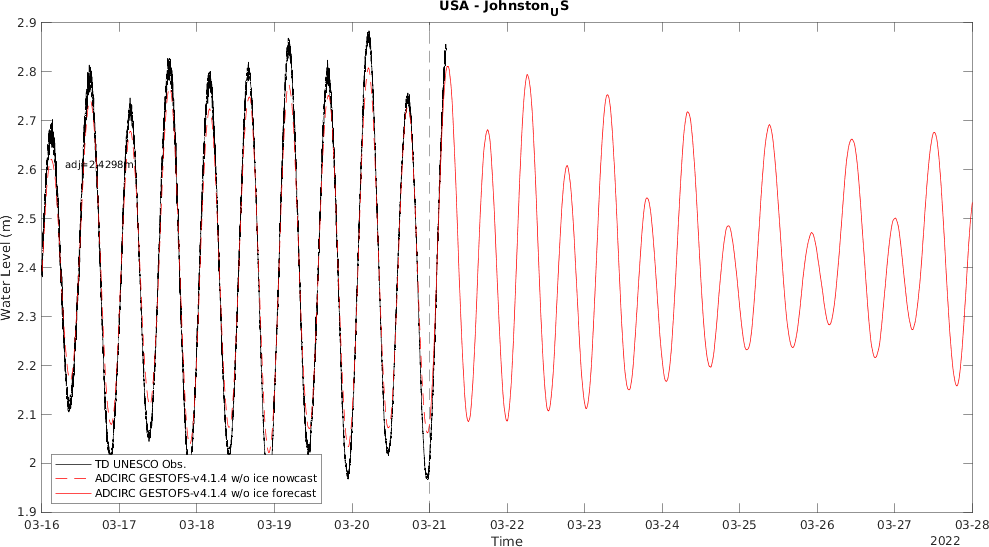 USA - Johnston_US
2.9
2.8
2.7
2.6
2.5
2.4
2.3
2.2
2.1
2
1.9
Water Level (m)
adj=2.4298m
TD UNESCO Obs.
ADCIRC GESTOFS-v4.1.4 w/o ice nowcast
ADCIRC GESTOFS-v4.1.4 w/o ice forecast
03-16 03-17 03-18 03-19 03-20 03-21 03-22 03-23 03-24 03-25 03-26 03-27 03-28
Time
2022